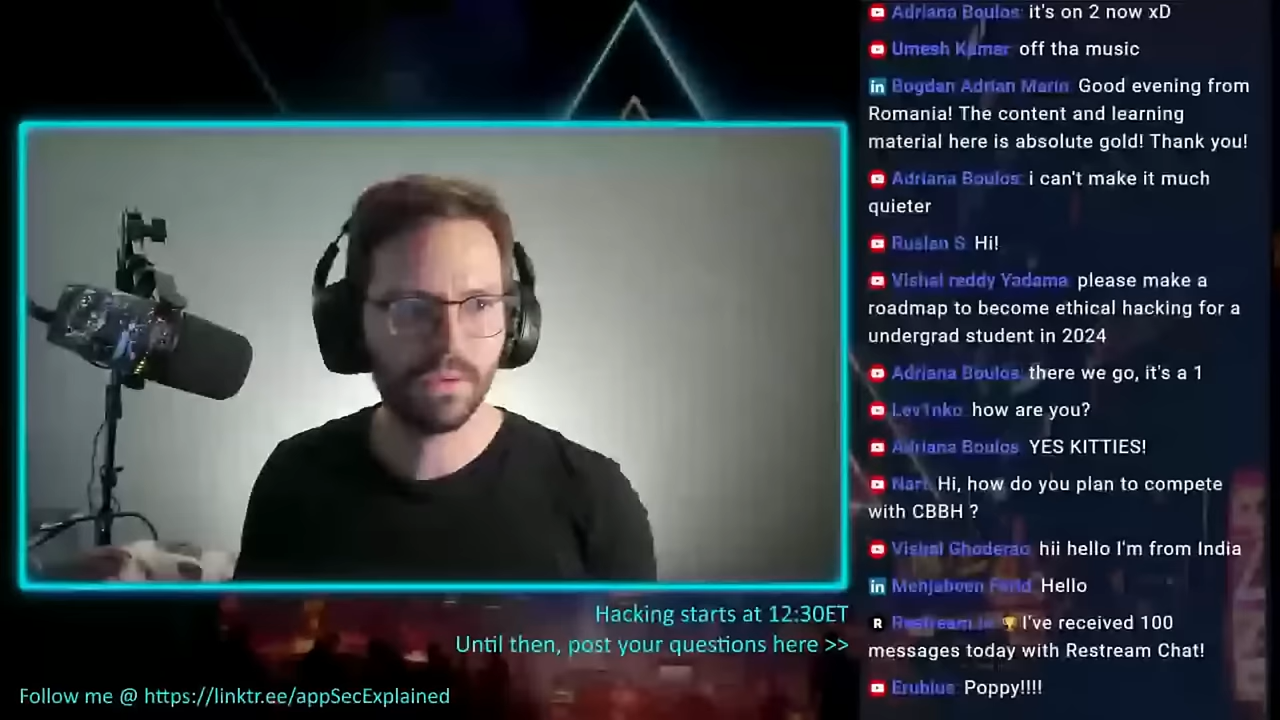 Adriana Boulos: it's on 2 now xD
Umesh Kumar: off tha music
Bogdan Adrian Marin: Good evening from
Romania! The content and learning
material here is absolute gold! Thank you!
Adriana Boulos: i can't make it much
quieter
Ruslan S: Hi!
Vishal reddy Yadama: please make a
roadmap to become ethical hacking for a
undergrad student in 2024
Adriana Boulos: there we go, it's a 1
Lev1nko: how are you?
Adriana Boulos: YES KITTIES!
Hi, how do you plan to compete
with CBBH ?
Vishal Ghoderao: hii hello I'm from India
Hello
R Restream.io: I've received 100
messages today with Restream Chat!
Poppy!!!!
Hacking starts at 12:30ET
Until then, post your questions here >>
Follow me @ https://linktr.ee/appSecExplained